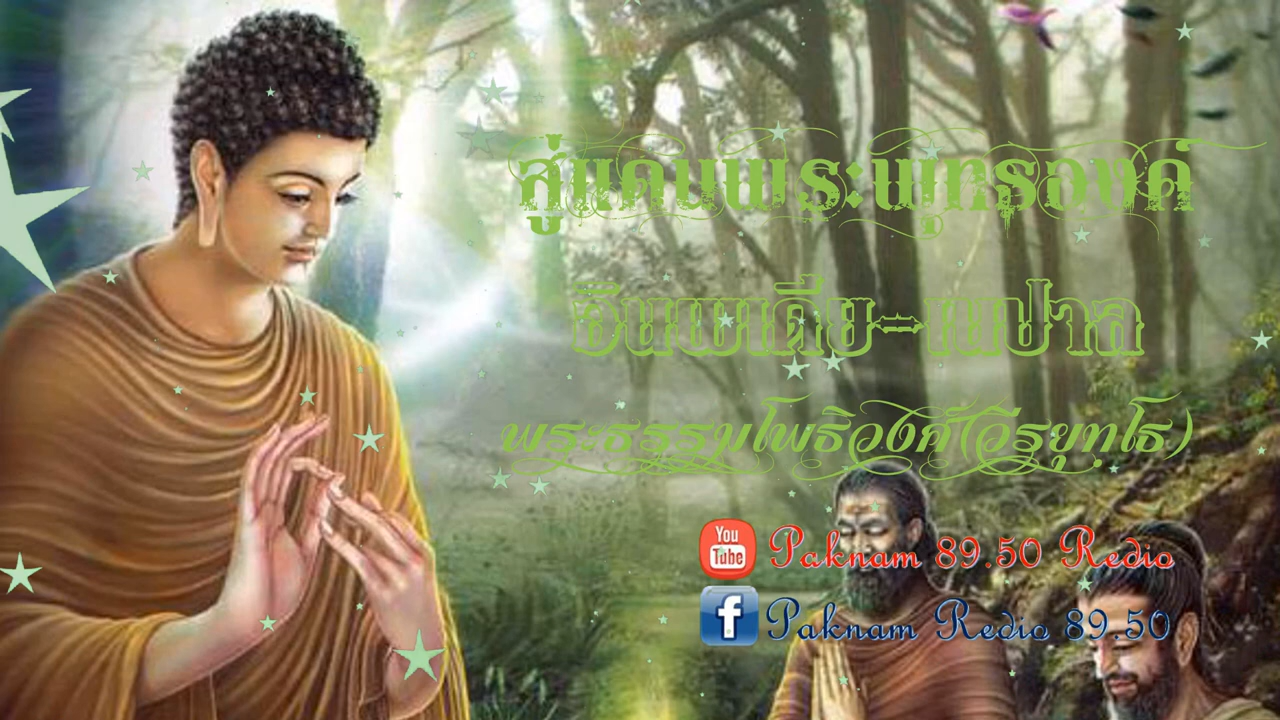 สู่แดนพระพุทธองค์
อินเดีย-เนปาล
พระธรรมโพธิวงศ์(วีรยุทฺโธ)
You
Tube
Paknam 89.50 Redio
f
Paknam Redio 89.50